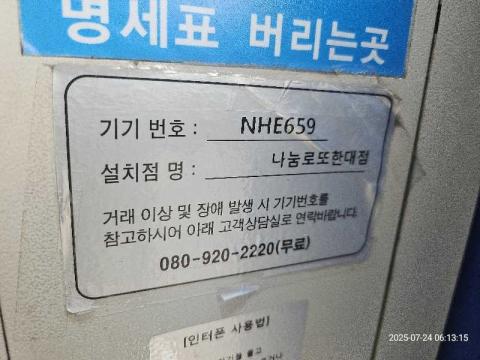 명세표 버리는곳
기기 번호 : NHE659
설치점 명 : 나눔로또한대점
거래 이상 및 장애 발생 시 기기번호를
참고하시어 아래 고객상담실로 연락바랍니다.
080-920-2220(무료)
[인터폰 사용법]
2025-07-24 06:13:15